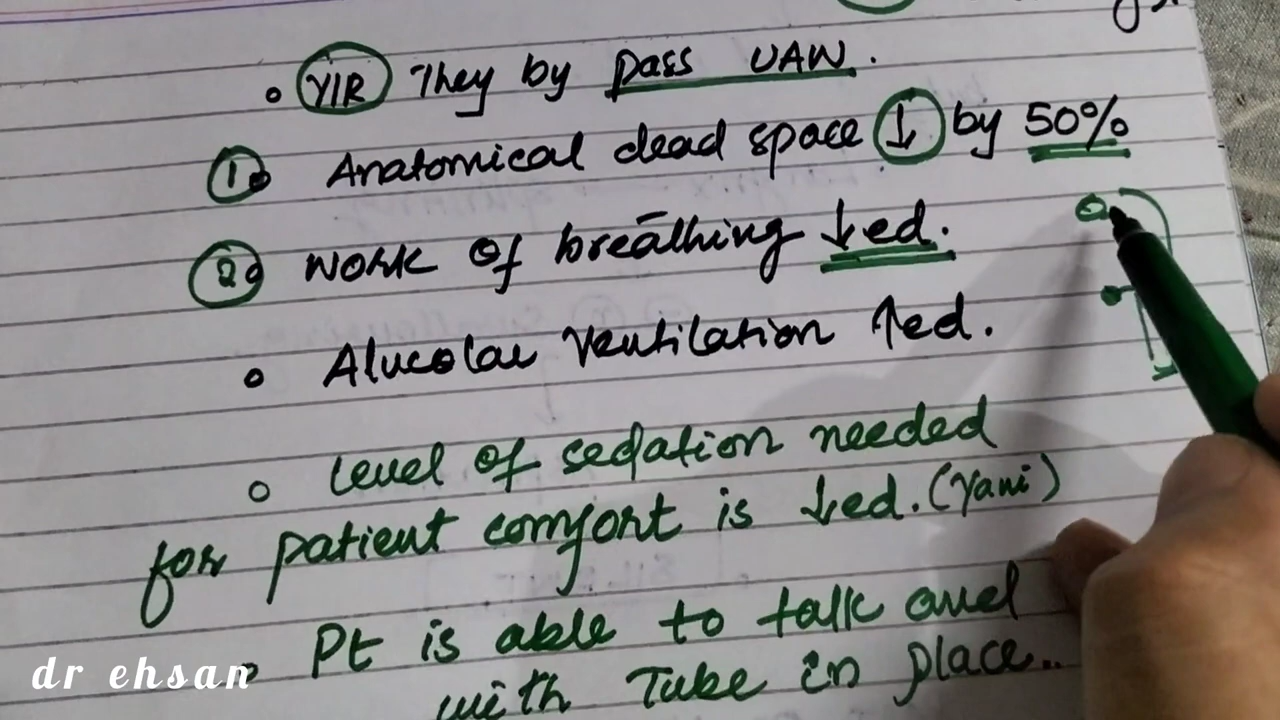 (Y/R) They by pass UAW.
① Anatomical dead space ↓ by 50%
② Work of breathing ↓ed.
Alveolar Ventilation ↑ed.
Level of sedation needed
for patient comfort is ↓ed. (Yani)
Pt is able to talk and
with Tube in place..
dr ehsan